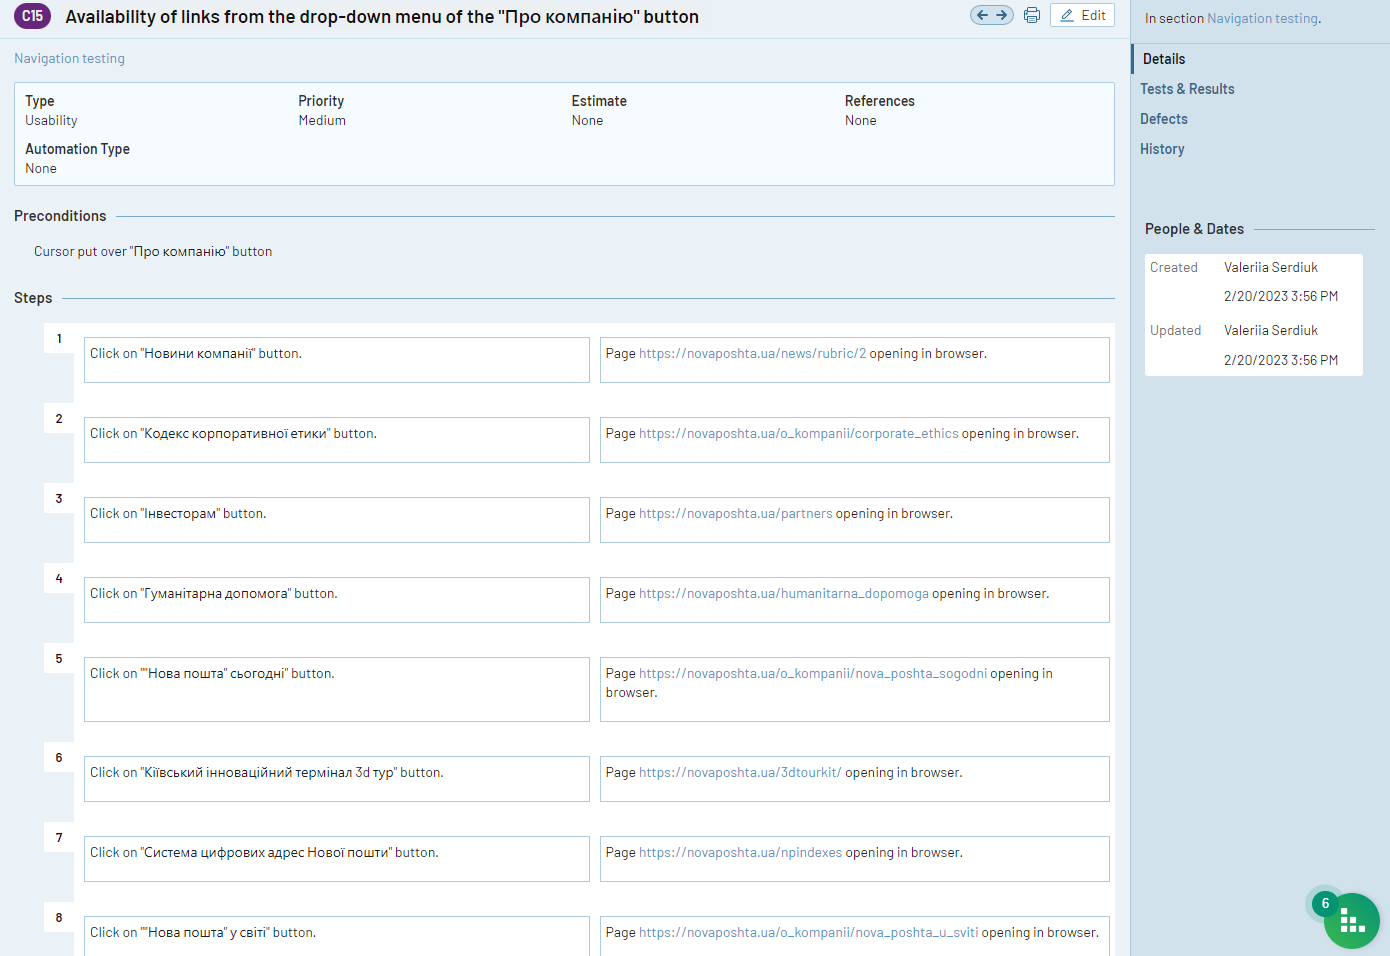 C15 Availability of links from the drop-down menu of the "Про компанію" button
Edit
Navigation testing
Type Priority Estimate References
Usability Medium None None
Automation Type
None
Preconditions
Cursor put over "Про компанію" button
Steps
1 Click on "Новини компанії" button. Page https://novaposhta.ua/news/rubric/2 opening in browser.
2 Click on "Кодекс корпоративної етики" button. Page https://novaposhta.ua/o_kompanii/corporate_ethics opening in browser.
3 Click on "Інвесторам" button. Page https://novaposhta.ua/partners opening in browser.
4 Click on "Гуманітарна допомога" button. Page https://novaposhta.ua/humanitarna_dopomoga opening in browser.
5 Click on ""Нова пошта" сьогодні" button. Page https://novaposhta.ua/o_kompanii/nova_poshta_sogodni opening in
browser.
6 Click on "Кіївський інноваційний термінал 3d тур" button. Page https://novaposhta.ua/3dtourkit/ opening in browser.
7 Click on "Система цифрових адрес Нової пошти" button. Page https://novaposhta.ua/npindexes opening in browser.
8 Click on ""Нова пошта" у світі" button. Page https://novaposhta.ua/o_kompanii/nova_poshta_u_sviti opening in browser.
In section Navigation testing.
Details
Tests & Results
Defects
History
People & Dates
Created Valeriia Serdiuk
2/20/2023 3:56 PM
Updated Valeriia Serdiuk
2/20/2023 3:56 PM
6